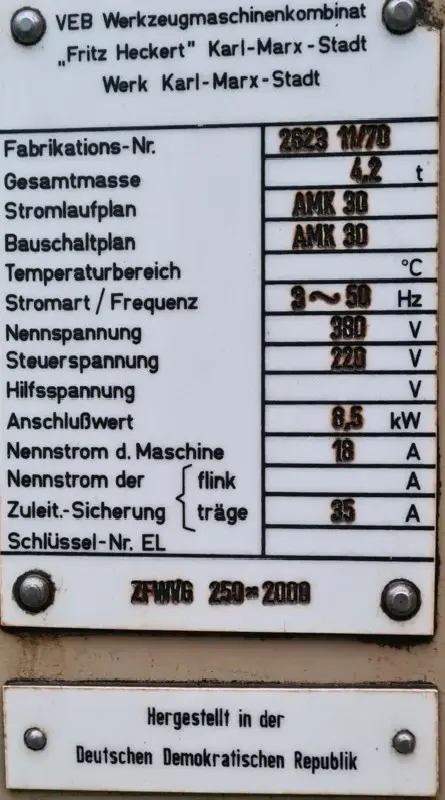 VEB Werkzeugmaschinenkombinat
„Fritz Heckert" Karl-Marx-Stadt
Werk Karl-Marx-Stadt
Fabrikations-Nr. 2623 11/70
Gesamtmasse 4,2 t
Stromlaufplan AMK 30
Bauschaltplan AMK 30
Temperaturbereich °C
Stromart / Frequenz 3~50 Hz
Nennspannung 380 V
Steuerspannung 220 V
Hilfsspannung V
Anschlußwert 8,5 kW
Nennstrom d. Maschine 18 A
Nennstrom der { flink A
Zuleit.-Sicherung träge 35 A
Schlüssel-Nr. EL
ZFWVG 250×2000
Hergestellt in der
Deutschen Demokratischen Republik